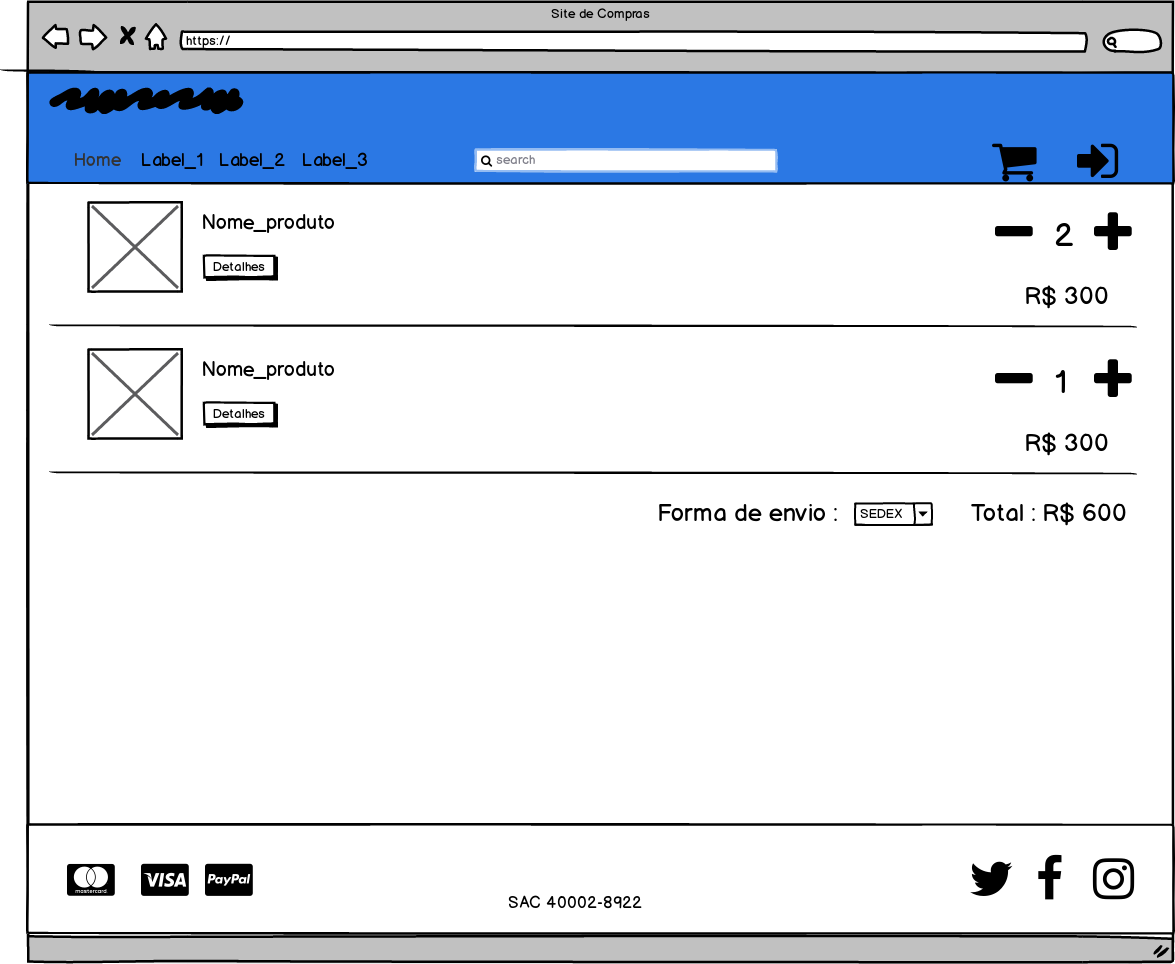 Site de Compras
https://
Home Label_1 Label_2 Label_3 search
Nome_produto 2
Detalhes
R$ 300
Nome_produto 1
Detalhes
R$ 300
Forma de envio : SEDEX Total : R$ 600
mastercard VISA PayPal
SAC 40002-8922